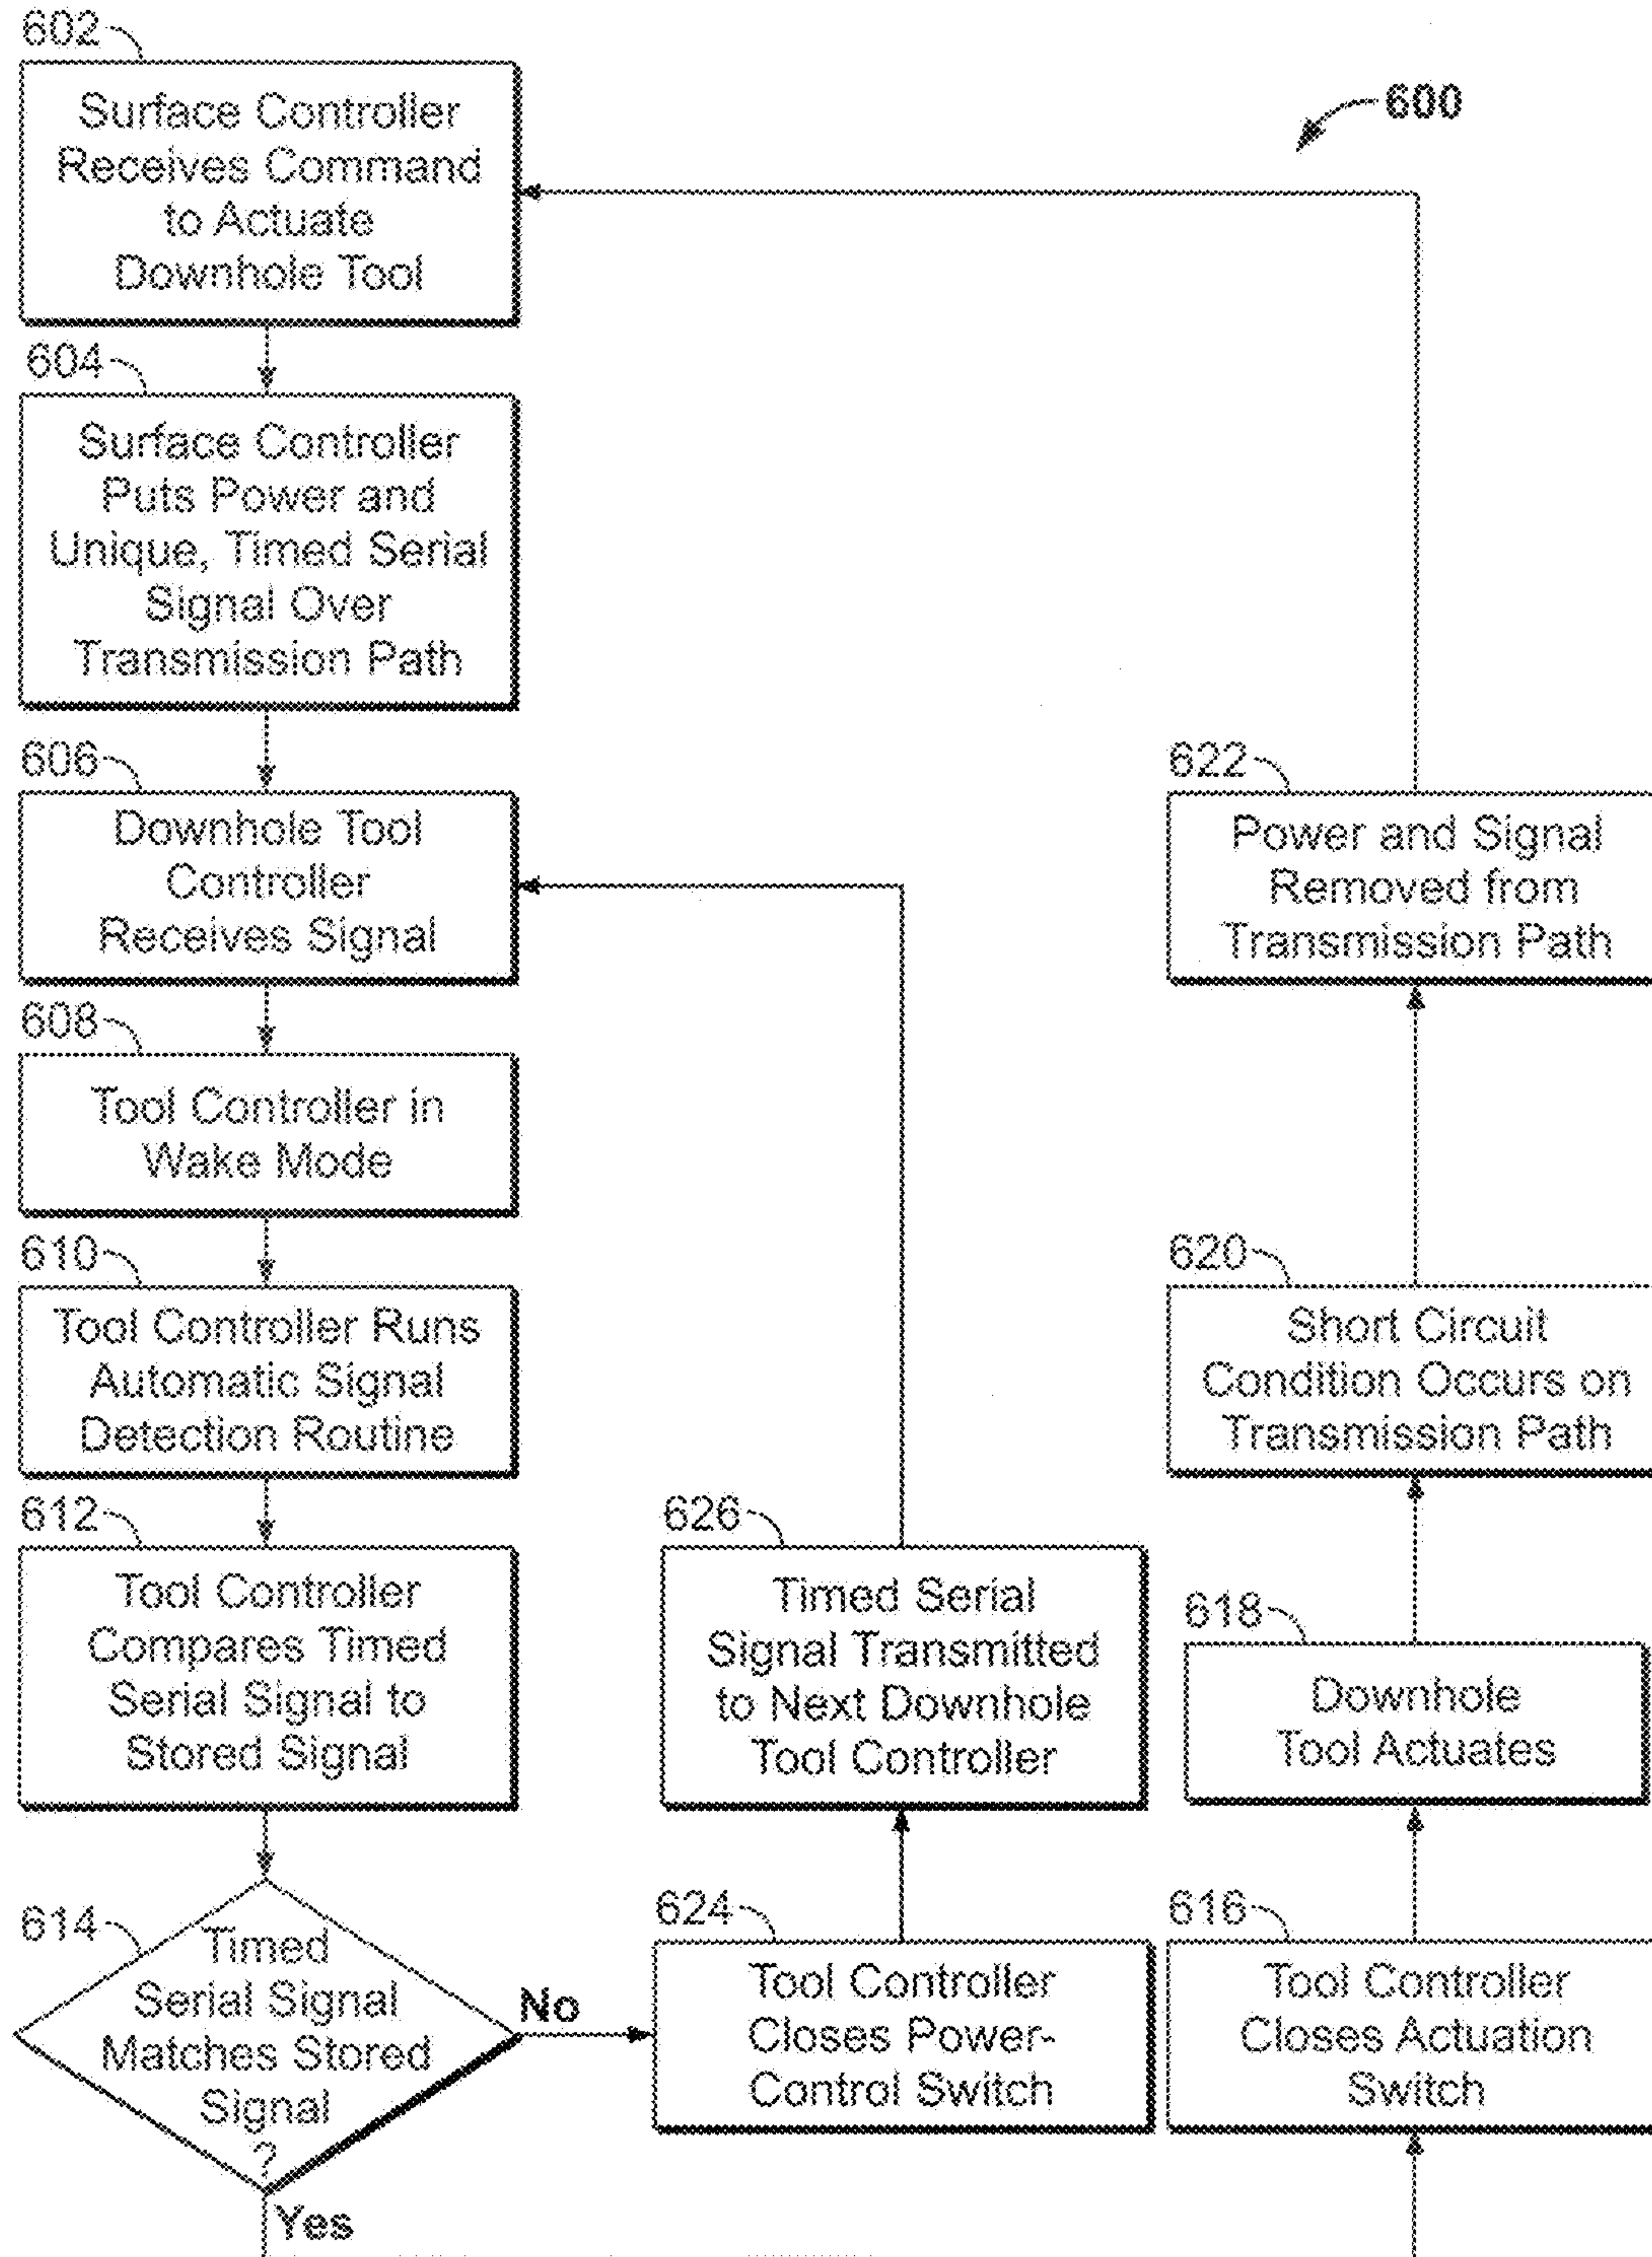 602
Surface Controller
Receives Command
to Actuate
Downhole Tool
600
604
Surface Controller
Puts Power and
Unique, Timed Serial
Signal Over
Transmission Path
606
Downhole Tool
Controller
Receives Signal
608
Tool Controller in
Wake Mode
610
Tool Controller Runs
Automatic Signal
Detection Routine
612
Tool Controller
Compares Timed
Serial Signal to
Stored Signal
614
Timed
Serial Signal
Matches Stored
Signal
?
No
Yes
624
Tool Controller
Closes Power-
Control Switch
626
Timed Serial
Signal Transmitted
to Next Downhole
Tool Controller
616
Tool Controller
Closes Actuation
Switch
618
Downhole
Tool Actuates
620
Short Circuit
Condition Occurs on
Transmission Path
622
Power and Signal
Removed from
Transmission Path